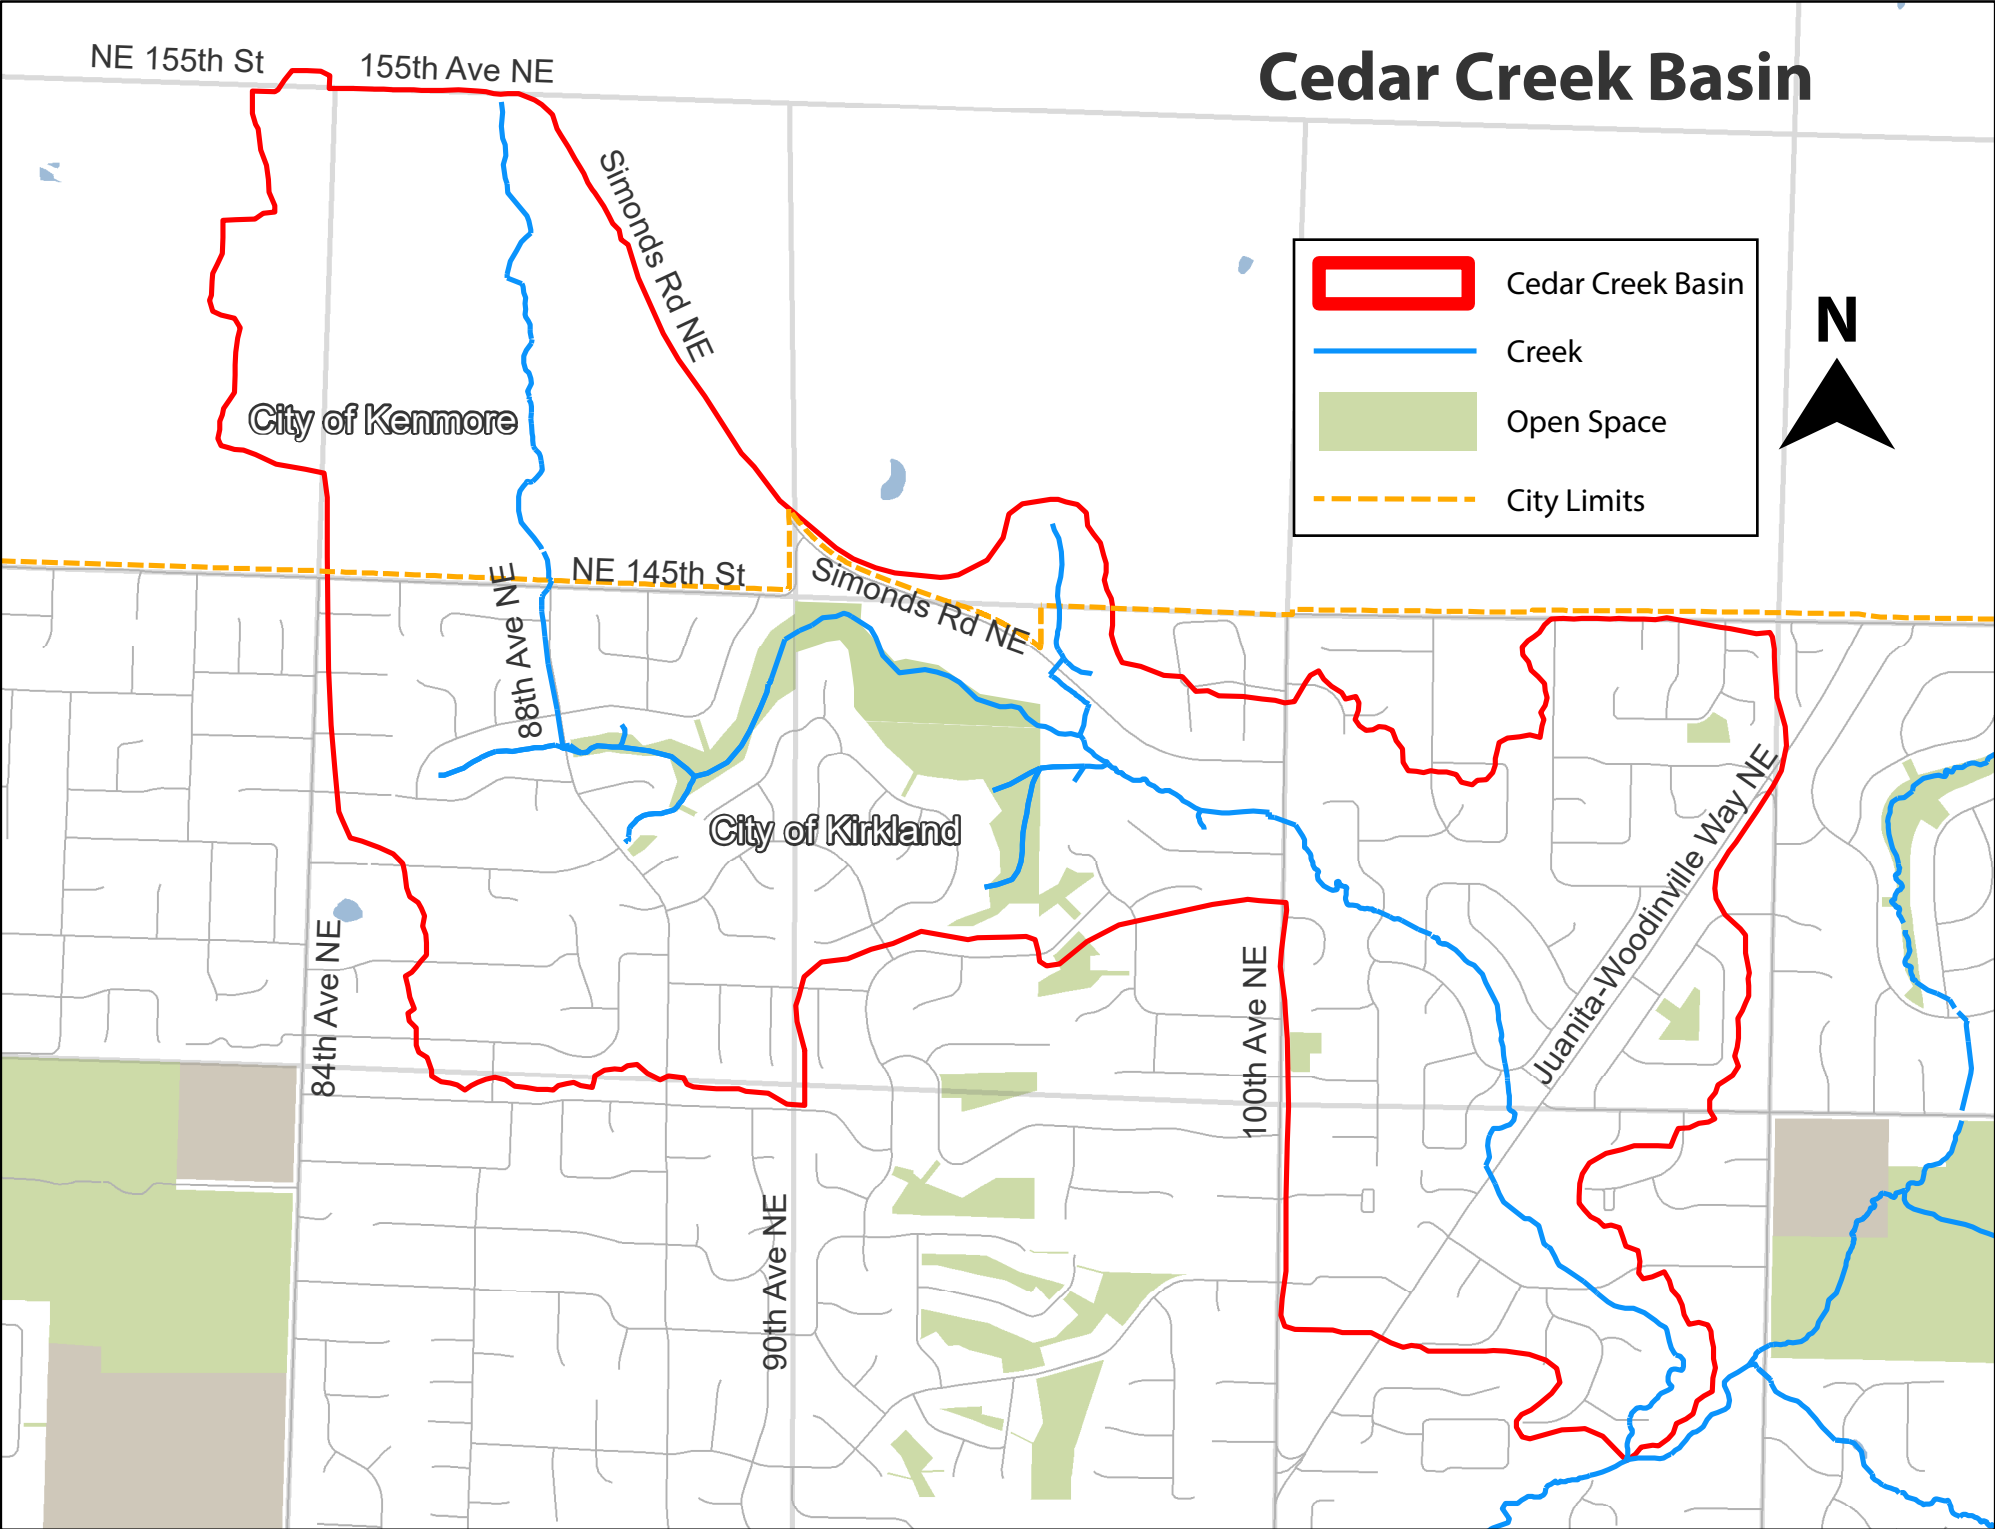 Cedar Creek Basin
NE 155th St
155th Ave NE
Simonds Rd NE
Cedar Creek Basin
Creek
Open Space
City Limits
N
City of Kenmore
NE 145th St
88th Ave NE
Simonds Rd NE
City of Kirkland
Juanita-Woodinville Way NE
84th Ave NE
100th Ave NE
90th Ave NE